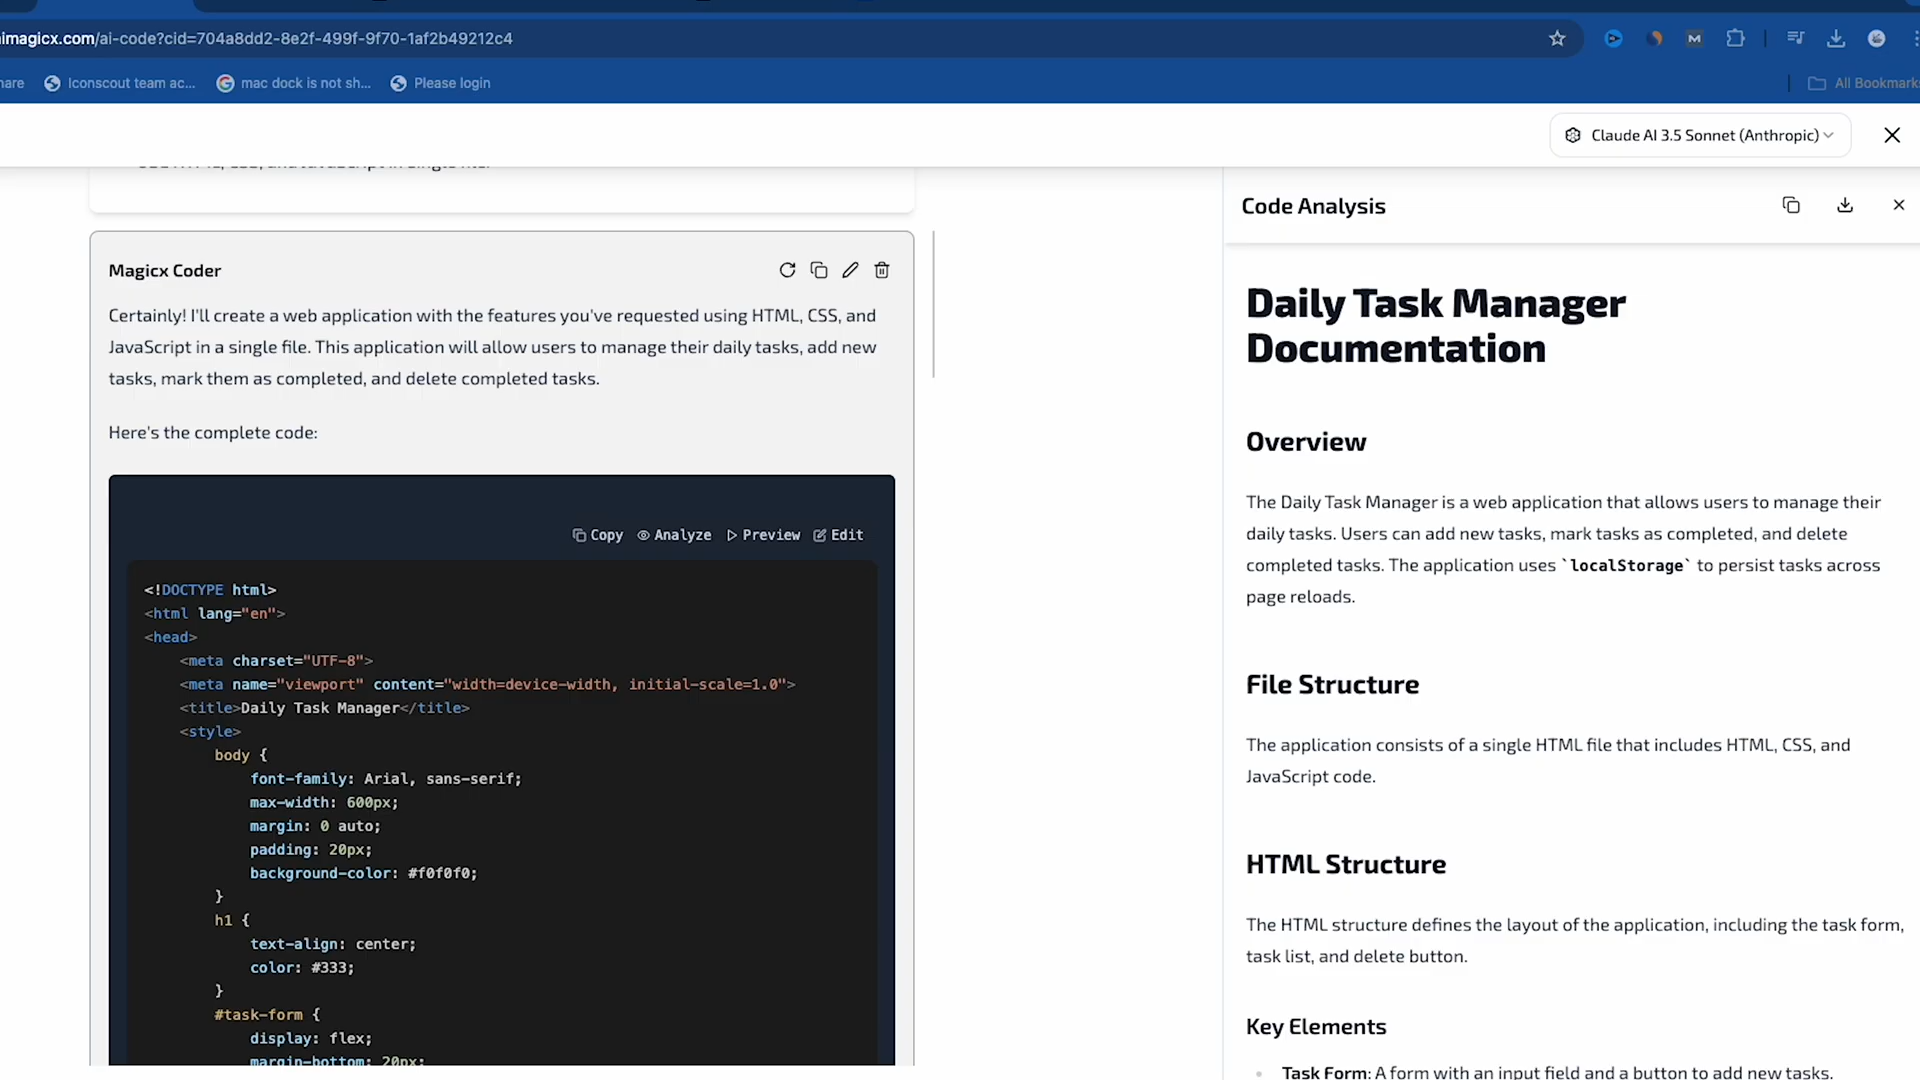 imagicx.com/ai-code?cid=704a8dd2-8e2f-499f-9f70-1af2b49212c4
hare
Iconscout team ac...
mac dock is not sh...
Please login
All Bookmarks
Claude AI 3.5 Sonnet (Anthropic)
Magicx Coder
Certainly! I'll create a web application with the features you've requested using HTML, CSS, and
JavaScript in a single file. This application will allow users to manage their daily tasks, add new
tasks, mark them as completed, and delete completed tasks.
Here's the complete code:
Copy Analyze Preview Edit
<!DOCTYPE html>
<html lang="en">
<head>
<meta charset="UTF-8">
<meta name="viewport" content="width=device-width, initial-scale=1.0">
<title>Daily Task Manager</title>
<style>
body {
font-family: Arial, sans-serif;
max-width: 600px;
margin: 0 auto;
padding: 20px;
background-color: #f0f0f0;
}
h1 {
text-align: center;
color: #333;
}
#task-form {
display: flex;
margin-bottom: 20px;
Code Analysis
Daily Task Manager
Documentation
Overview
The Daily Task Manager is a web application that allows users to manage their
daily tasks. Users can add new tasks, mark tasks as completed, and delete
completed tasks. The application uses `localStorage` to persist tasks across
page reloads.
File Structure
The application consists of a single HTML file that includes HTML, CSS, and
JavaScript code.
HTML Structure
The HTML structure defines the layout of the application, including the task form,
task list, and delete button.
Key Elements
Task Form: A form with an input field and a button to add new tasks.